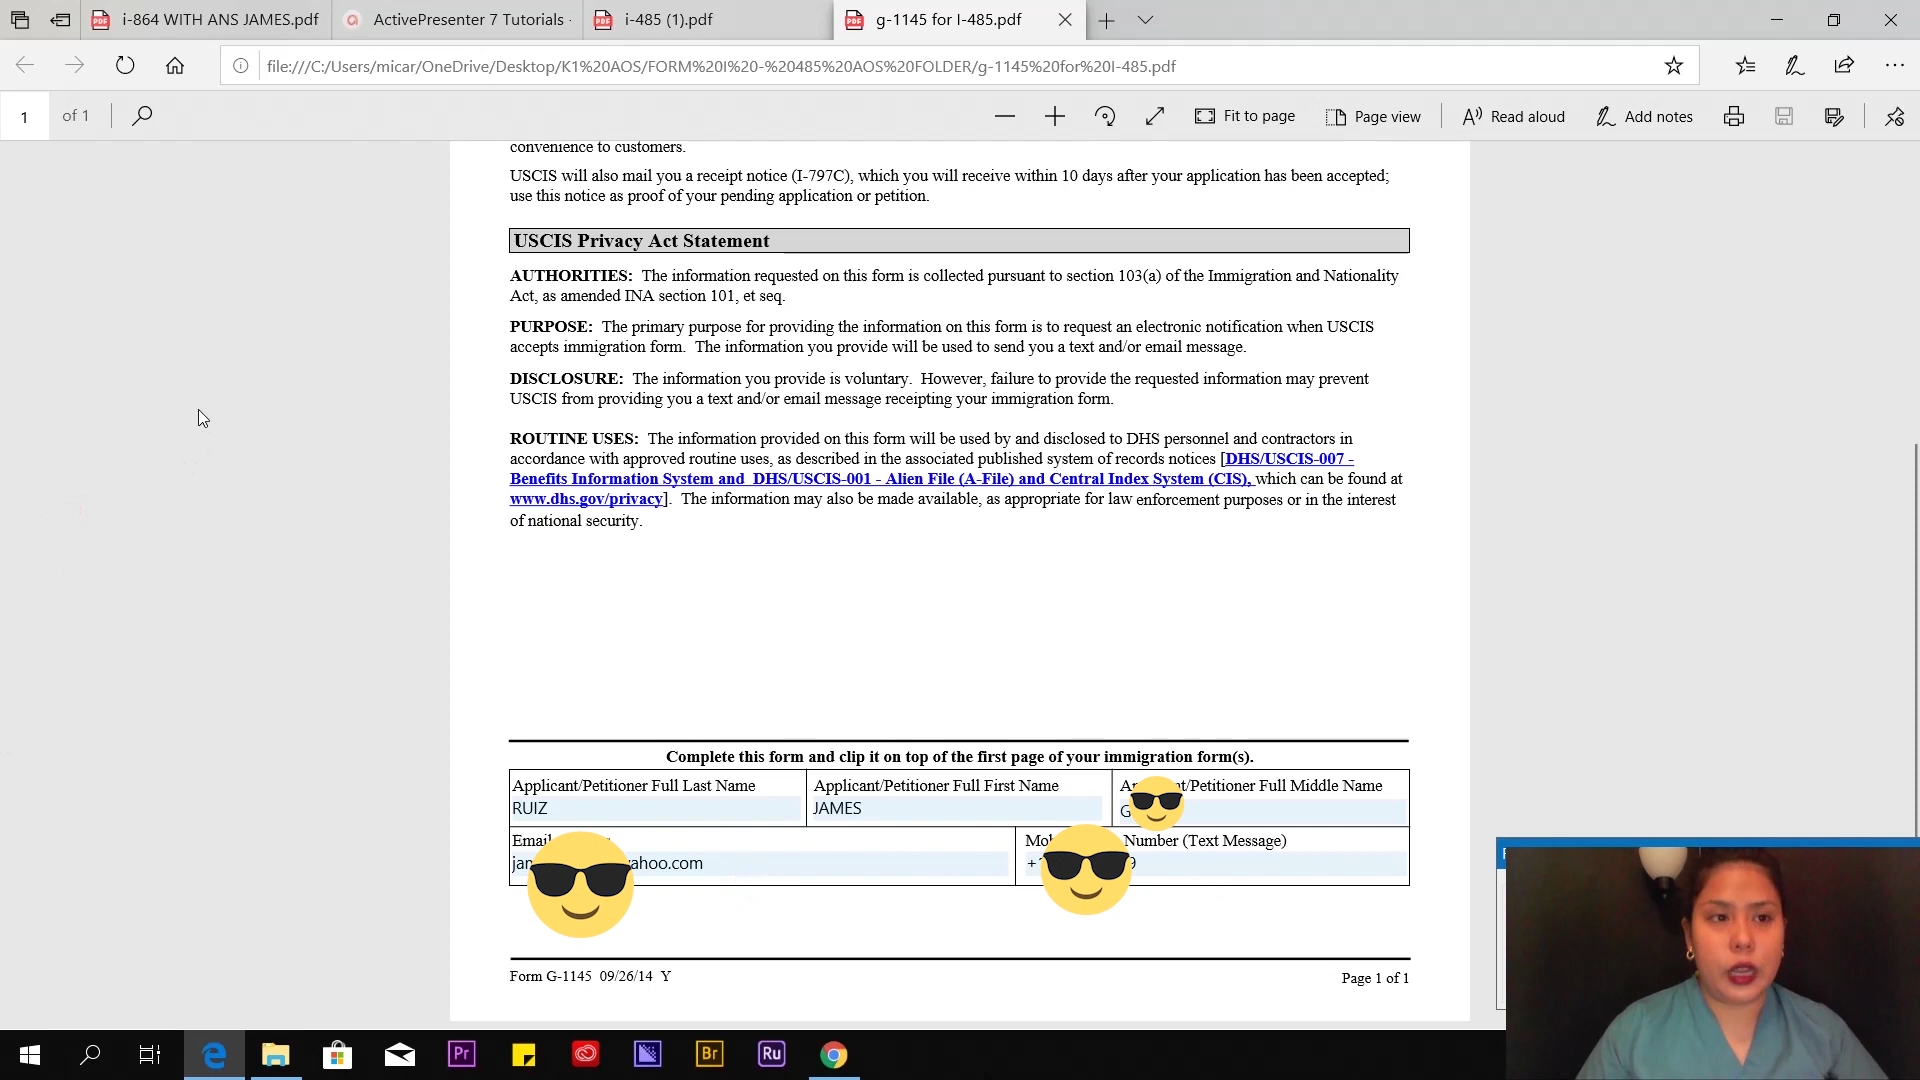 i-864 WITH ANS JAMES.pdf
ActivePresenter 7 Tutorials
i-485 (1).pdf
g-1145 for I-485.pdf
file:///C:/Users/micar/OneDrive/Desktop/K1%20AOS/FORM%20I%20-%20485%20AOS%20FOLDER/g-1145%20for%20I-485.pdf
1 of 1
Fit to page
Page view
Read aloud
Add notes
convenience to customers.
USCIS will also mail you a receipt notice (I-797C), which you will receive within 10 days after your application has been accepted;
use this notice as proof of your pending application or petition.
USCIS Privacy Act Statement
AUTHORITIES: The information requested on this form is collected pursuant to section 103(a) of the Immigration and Nationality
Act, as amended INA section 101, et seq.
PURPOSE: The primary purpose for providing the information on this form is to request an electronic notification when USCIS
accepts immigration form. The information you provide will be used to send you a text and/or email message.
DISCLOSURE: The information you provide is voluntary. However, failure to provide the requested information may prevent
USCIS from providing you a text and/or email message receipting your immigration form.
ROUTINE USES: The information provided on this form will be used by and disclosed to DHS personnel and contractors in
accordance with approved routine uses, as described in the associated published system of records notices [DHS/USCIS-007 -
Benefits Information System and DHS/USCIS-001 - Alien File (A-File) and Central Index System (CIS), which can be found at
www.dhs.gov/privacy]. The information may also be made available, as appropriate for law enforcement purposes or in the interest
of national security.
Complete this form and clip it on top of the first page of your immigration form(s).
Applicant/Petitioner Full Last Name
RUIZ
Applicant/Petitioner Full First Name
JAMES
/Petitioner Full Middle Name
G
Email
ahoo.com
Number (Text Message)
+
9
Form G-1145 09/26/14 Y
Page 1 of 1
Pr
Br
Ru